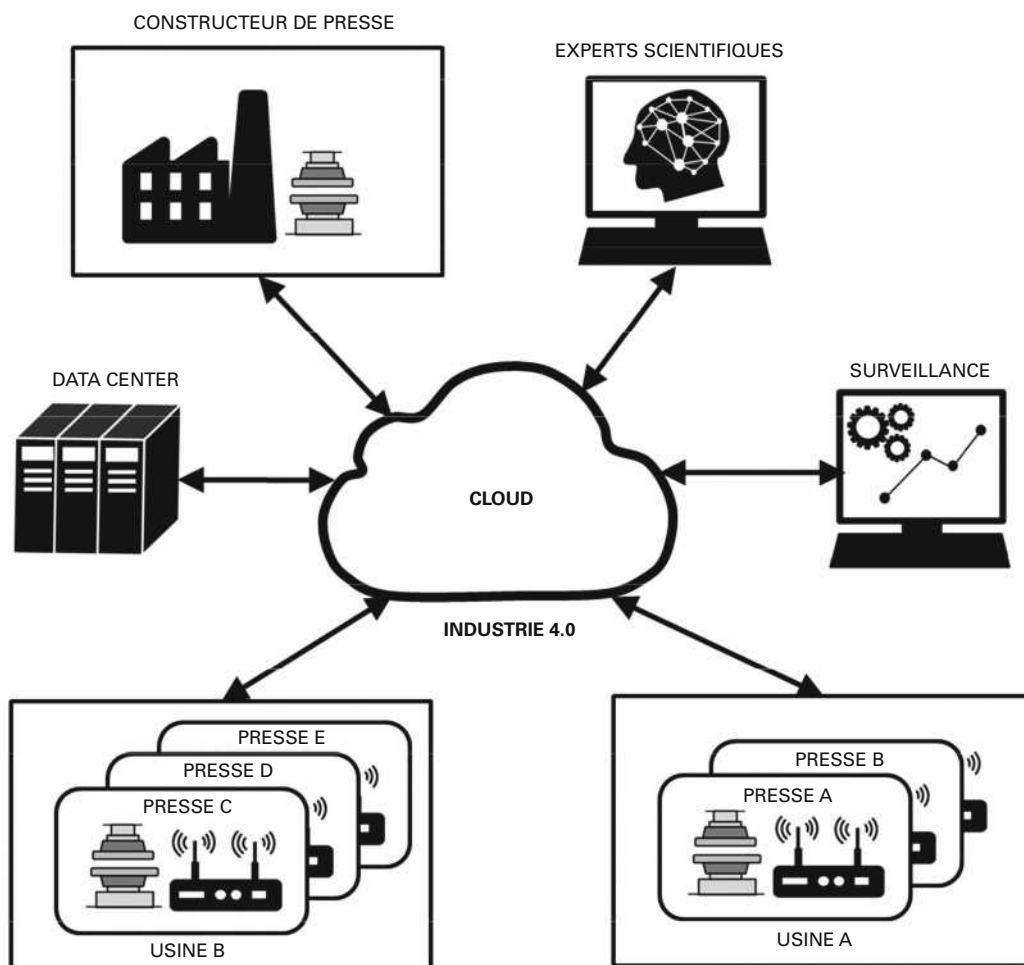 CONSTRUCTEUR DE PRESSE
EXPERTS SCIENTIFIQUES
DATA CENTER
SURVEILLANCE
CLOUD
INDUSTRIE 4.0
PRESSE E
PRESSE D
PRESSE C
USINE B
PRESSE B
PRESSE A
USINE A